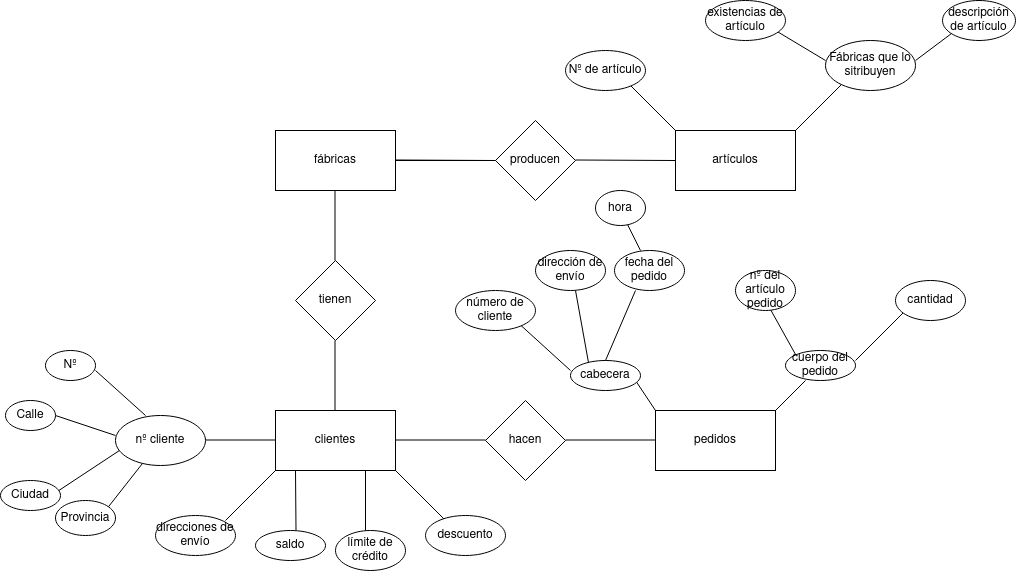 existencias de
artículo
descripción
de artículo
Fábricas que lo
sitribuyen
Nº de artículo
fábricas
producen
artículos
hora
dirección de
envío
fecha del
pedido
nº del
artículo
pedido
cantidad
tienen
número de
cliente
cuerpo del
pedido
cabecera
Nº
Calle
nº cliente
clientes
hacen
pedidos
Ciudad
Provincia
direcciones de
envío
saldo
límite de
crédito
descuento